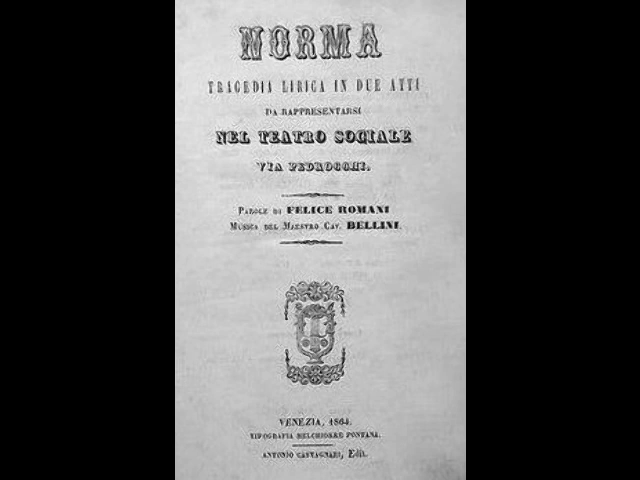 NORMA
TRAGEDIA LIRICA IN DUE ATTI
DA RAPPRESENTARSI
NEL TEATRO SOCIALE
VIA PEDROCCHI.
PAROLE DI FELICE ROMANI
MUSICA DEL MAESTRO CAV. BELLINI.
VENEZIA, 1864.
TIPOGRAFIA MELCHIORRE FONTANA.
ANTONIO CASTAGNARI, Edit.